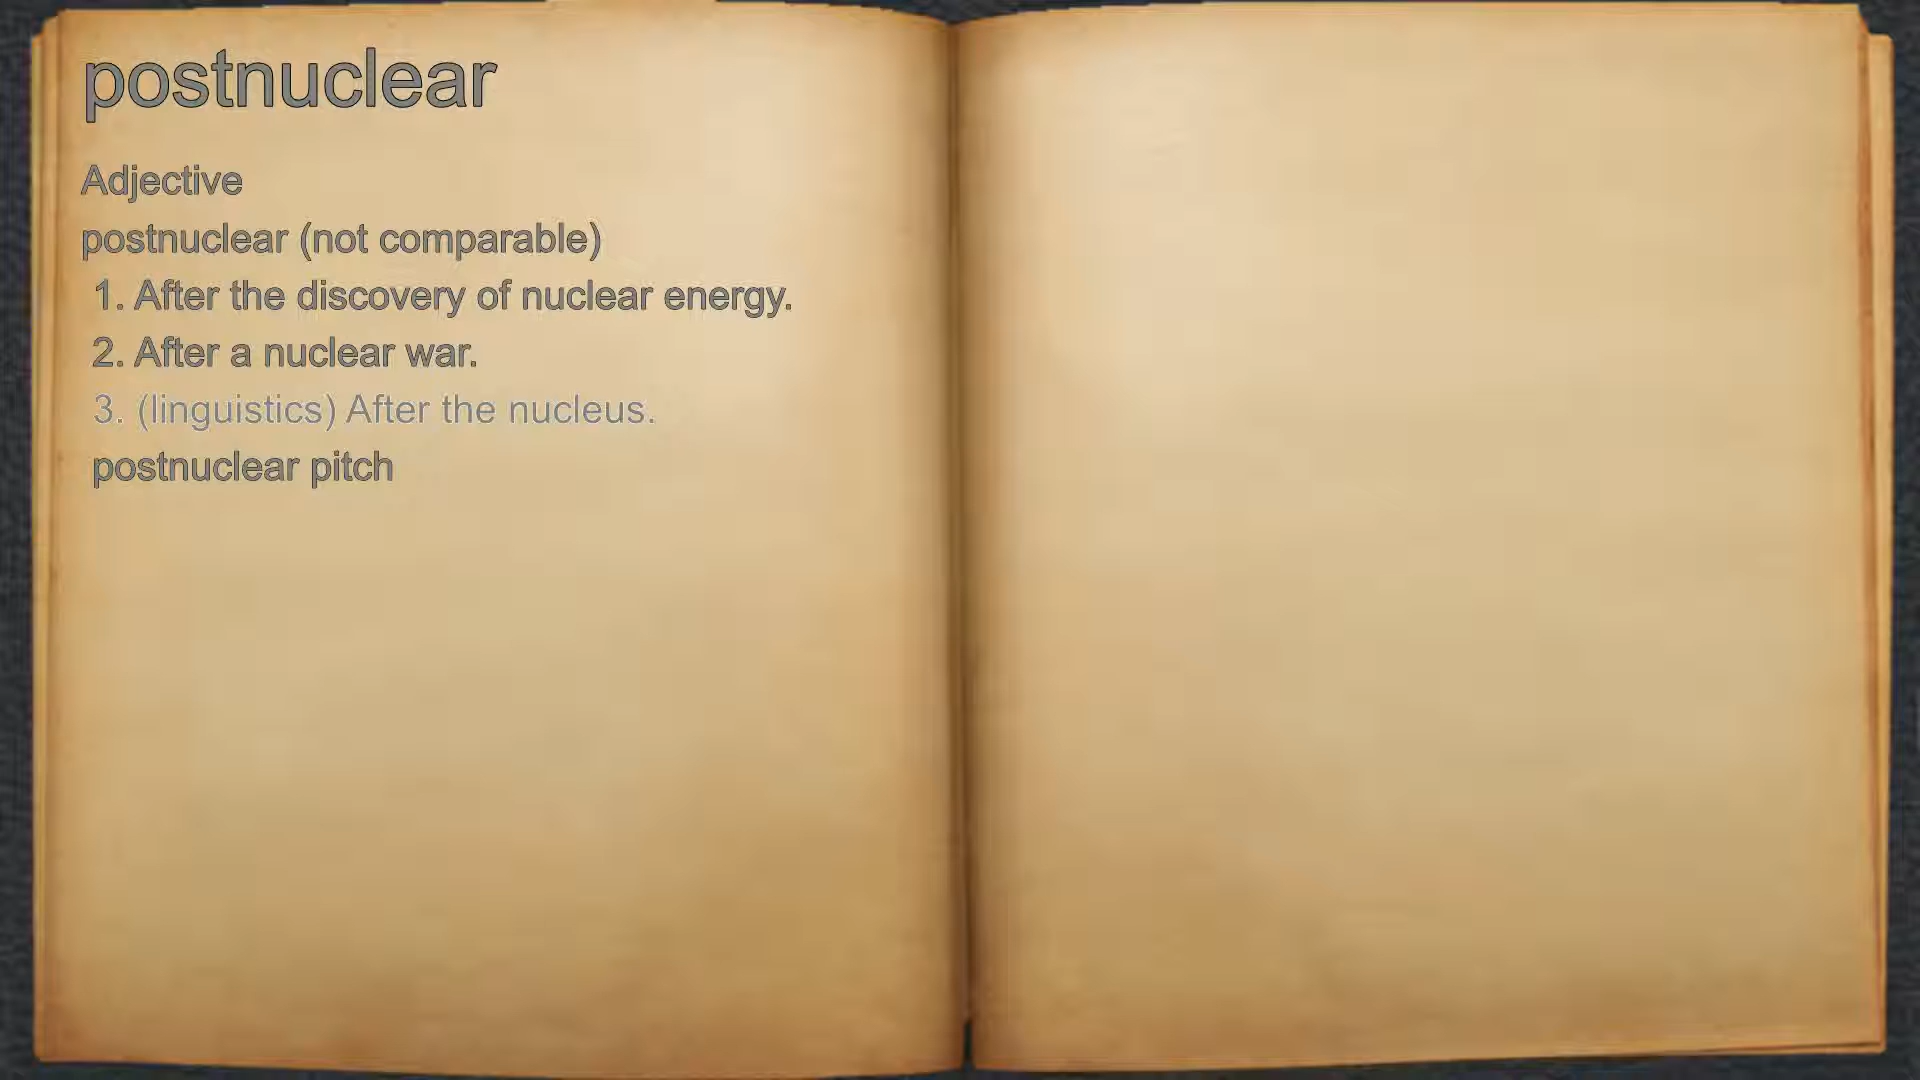 postnuclear
Adjective
postnuclear (not comparable)
1. After the discovery of nuclear energy.
2. After a nuclear war.
3. (linguistics) After the nucleus.
postnuclear pitch